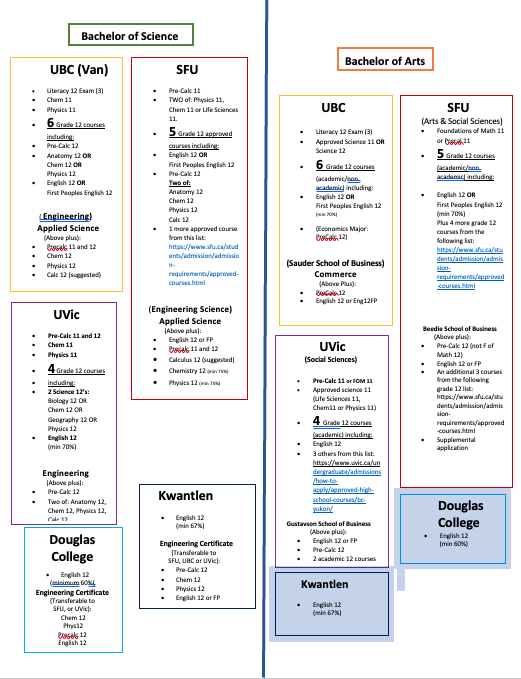 Bachelor of Science
UBC (Van)
• Literacy 12 Exam (3)
• Chem 11
• Physics 11
• 6 Grade 12 courses
including:
• Pre-Calc 12
• Anatomy 12 OR
Chem 12 OR
Physics 12
• English 12 OR
First Peoples English 12
(Engineering)
Applied Science
(Above plus):
• Precalc 11 and 12
• Chem 12
• Physics 12
• Calc 12 (suggested)
SFU
• Pre-Calc 11
• TWO of: Physics 11,
Chem 11 or Life Sciences
11.
• 5 Grade 12 approved
courses including:
• English 12 OR
First Peoples English 12
• Pre-Calc 12
Two of:
Anatomy 12
Chem 12
Physics 12
Calc 12
• 1 more approved course
from this list:
https://www.sfu.ca/stud
ents/admission/admissio
n-
requirements/approved-
courses.html
(Engineering Science)
Applied Science
(Above plus):
• English 12 or FP
• Precalc 11 and 12
• Calculus 12 (suggested)
• Chemistry 12 (min 75%)
• Physics 12 (min 75%)
UVic
• Pre-Calc 11 and 12
• Chem 11
• Physics 11
• 4 Grade 12 courses
• including:
• 2 Science 12's:
Biology 12 OR
Chem 12 OR
Geography 12 OR
Physics 12
• English 12
(min 70%)
Engineering
(Above plus):
• Pre-Calc 12
• Two of: Anatomy 12,
Chem 12, Physics 12,
Calc 12
Kwantlen
• English 12
(min 67%)
Engineering Certificate
(Transferable to
SFU, UBC or UVic):
• Pre-Calc 12
• Chem 12
• Physics 12
• English 12 or FP
Douglas
College
• English 12
(minimum 60%(
Engineering Certificate
(Transferable to
SFU, or UVic):
Chem 12
Phys12
Precalc 12
English 12
Bachelor of Arts
UBC
• Literacy 12 Exam (3)
• Approved Science 11 OR
Science 12
• 6 Grade 12 courses
(academic/non-
academic) including:
• English 12 OR
First Peoples English 12
(min 70%)
• (Economics Major:
PreCalc 12)
(Sauder School of Business)
Commerce
(Above Plus):
• PreCalc 12
• English 12 or Eng12FP
SFU
(Arts & Social Sciences)
• Foundations of Math 11
or Precal 11
• 5 Grade 12 courses
(academic/non-
academic) including:
• English 12 OR
First Peoples English 12
(min 70%)
• Plus 4 more grade 12
courses from the
following list:
https://www.sfu.ca/stu
dents/admission/admis
sion-
requirements/approved
-courses.html
Beedie School of Business
(Above plus):
• Pre-Calc 12 (not F of
Math 12)
• English 12 or FP
• An additional 3 courses
from the following
grade 12 list:
https://www.sfu.ca/stu
dents/admission/admis
sion-
requirements/approved
-courses.html
• Supplemental
application
UVic
(Social Sciences)
• Pre-Calc 11 or FOM 11
• Approved science 11
(Life Sciences 11,
Chem11 or Physics 11)
• 4 Grade 12 courses
(academic) including:
• English 12
• 3 others from this list:
https://www.uvic.ca/un
dergraduate/admissions
/how-to-
apply/approved-high-
school-courses/bc-
yukon/
Gustavson School of Business
(Above plus):
• English 12 or FP
• Pre-Calc 12
• 2 academic 12 courses
Douglas
College
• English 12
(min 60%)
Kwantlen
• English 12
(min 67%)